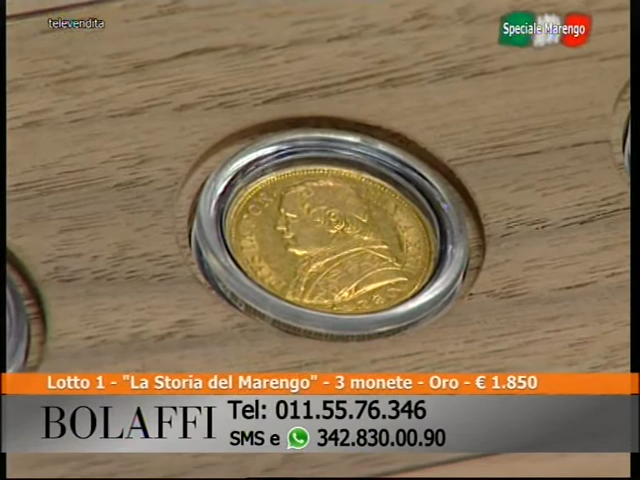 televendita
Speciale Marengo
Lotto 1 - "La Storia del Marengo" - 3 monete - Oro - € 1.850
BOLAFFI
Tel: 011.55.76.346
SMS e 342.830.00.90